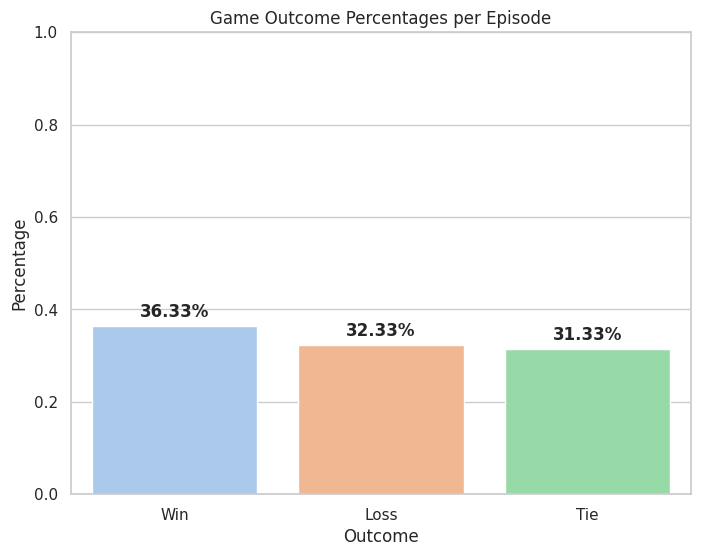 Game Outcome Percentages per Episode
1.0
0.8
0.6
0.4
0.2
0.0
Percentage
36.33%
32.33%
31.33%
Win
Loss
Tie
Outcome